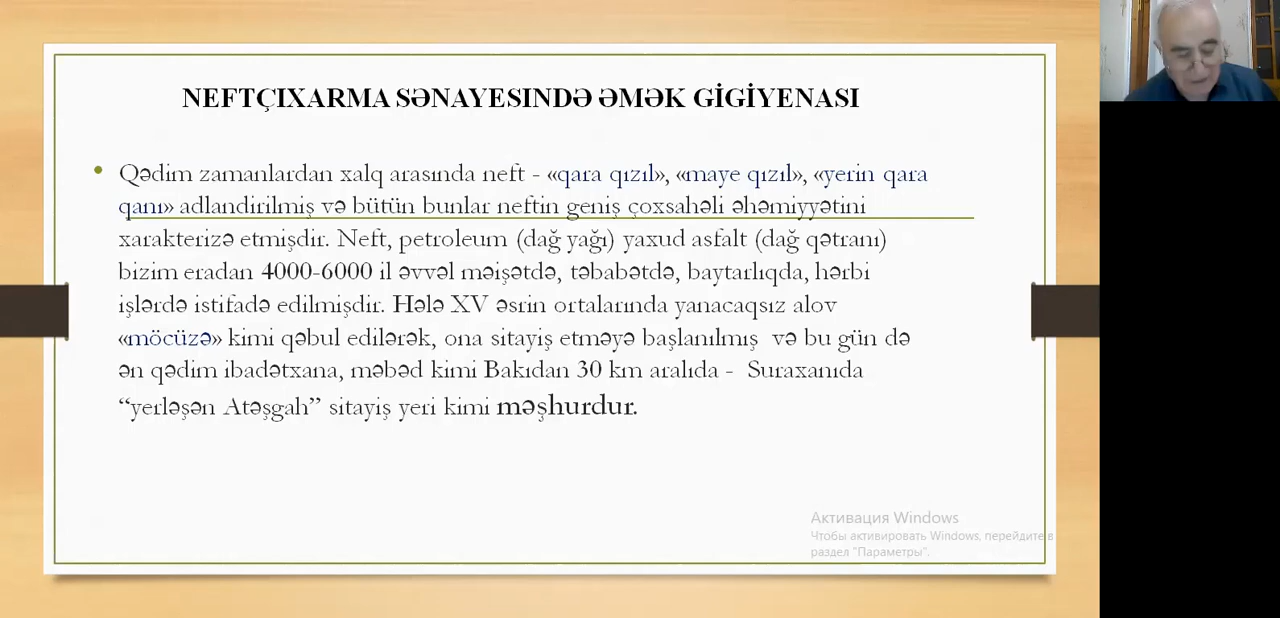 NEFTÇIXARMA SƏNAYESINDƏ ƏMƏK GİGİYENASI
• Qədim zamanlardan xalq arasında neft - «qara qızıl», «maye qızıl», «yerin qara
qanı» adlandirilmiş və bütün bunlar neftin geniş çoxsahəli əhəmiyyətini
xarakterizə etmişdir. Neft, petroleum (dağ yağı) yaxud asfalt (dağ qətranı)
bizim eradan 4000-6000 il əvvəl məişətdə, təbabətdə, baytarlıqda, hərbi
işlərdə istifadə edilmişdir. Hələ XV əsrin ortalarında yanacaqsız alov
«möcüzə» kimi qəbul edilərək, ona sitayiş etməyə başlanılmış və bu gün də
ən qədim ibadətxana, məbəd kimi Bakıdan 30 km aralıda - Suraxanıda
“yerləşən Atəşgah” sitayiş yeri kimi məşhurdur.
Активация Windows
Чтобы активировать Windows, перейдите в
раздел "Параметры".